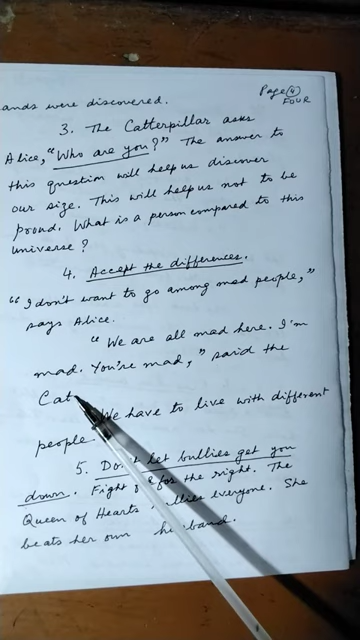 Page 4
FOUR
ands were discovered.
3. The Catterpillar asks
Alice, "Who are you?" The answer to
this question will help us discover
our size. This will help us not to be
proud. What is a person compared to this
universe?
4. Accept the differences.
"I don't want to go among mad people,"
says Alice.
"We are all mad here. I'm
mad. You're mad," said the
Cat
We have to live with different
people.
5. Don't let bullies get you
down. Fight for the right. The
Queen of Hearts bullies everyone. She
beats her own husband.